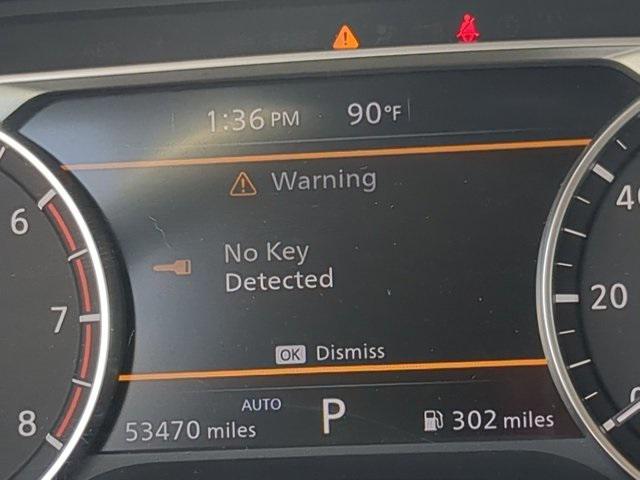 1:36 PM 90°F
Warning
No Key
Detected
OK Dismiss
AUTO
53470 miles P 302 miles
6
7
8
20